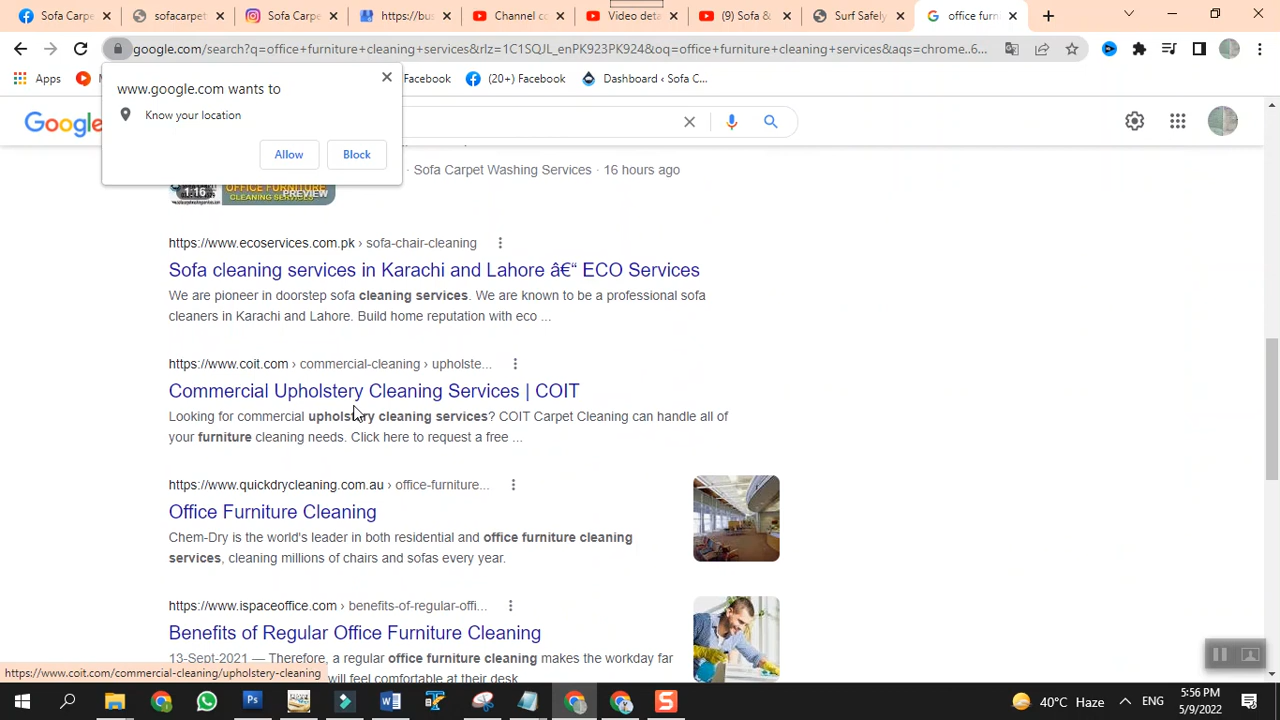 Sofa Carpe
sofacarpet
Sofa Carpe
https://bus
Channel co
Video deta
(9) Sofa &
Surf Safely
office furn
google.com/search?q=office+furniture+cleaning+services&rlz=1C1SQJL_enPK923PK924&oq=office+furniture+cleaning+services&aqs=chrome..6...
Apps
Facebook
(20+) Facebook
Dashboard ‹ Sofa C...
www.google.com wants to
Know your location
Allow
Block
Google
1:16
OFFICE FURNITURE
CLEANING SERVICES
PREVIEW
· Sofa Carpet Washing Services · 16 hours ago
https://www.ecoservices.com.pk › sofa-chair-cleaning
Sofa cleaning services in Karachi and Lahore â€“ ECO Services
We are pioneer in doorstep sofa cleaning services. We are known to be a professional sofa
cleaners in Karachi and Lahore. Build home reputation with eco ...
https://www.coit.com › commercial-cleaning › upholste...
Commercial Upholstery Cleaning Services | COIT
Looking for commercial upholstery cleaning services? COIT Carpet Cleaning can handle all of
your furniture cleaning needs. Click here to request a free ...
https://www.quickdrycleaning.com.au › office-furniture...
Office Furniture Cleaning
Chem-Dry is the world's leader in both residential and office furniture cleaning
services, cleaning millions of chairs and sofas every year.
https://www.ispaceoffice.com › benefits-of-regular-offi...
Benefits of Regular Office Furniture Cleaning
13-Sept-2021 — Therefore, a regular office furniture cleaning makes the workday far
will feel comfortable at their desk
https://www.coit.com/commercial-cleaning/upholstery-cleaning
40°C Haze
ENG
5:56 PM
5/9/2022